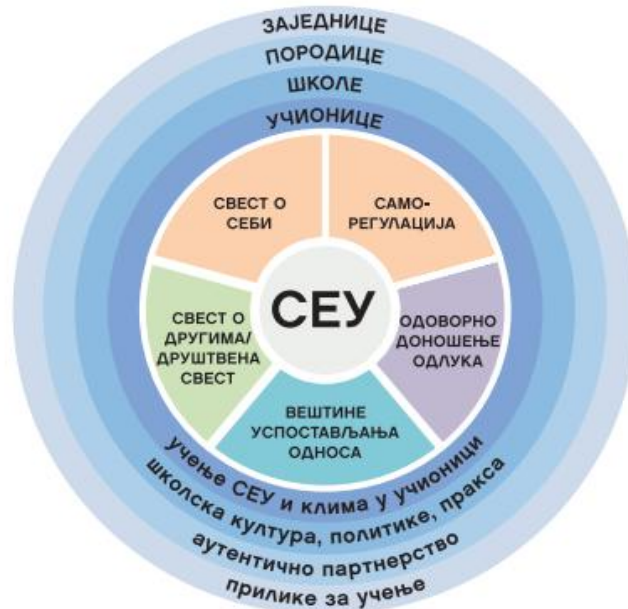 ЗАЈЕДНИЦЕ
ПОРОДИЦЕ
ШКОЛЕ
УЧИОНИЦЕ
СВЕСТ О
СЕБИ
САМО-
РЕГУЛАЦИЈА
СЕУ
СВЕСТ О
ДРУГИМА/
ДРУШТВЕНА
СВЕСТ
ОДОВОРНО
ДОНОШЕЊЕ
ОДЛУКА
ВЕШТИНЕ
УСПОСТАВЉАЊА
ОДНОСА
учење СЕУ и клима у учионици
школска култура, политике, пракса
аутентично партнерство
прилике за учење